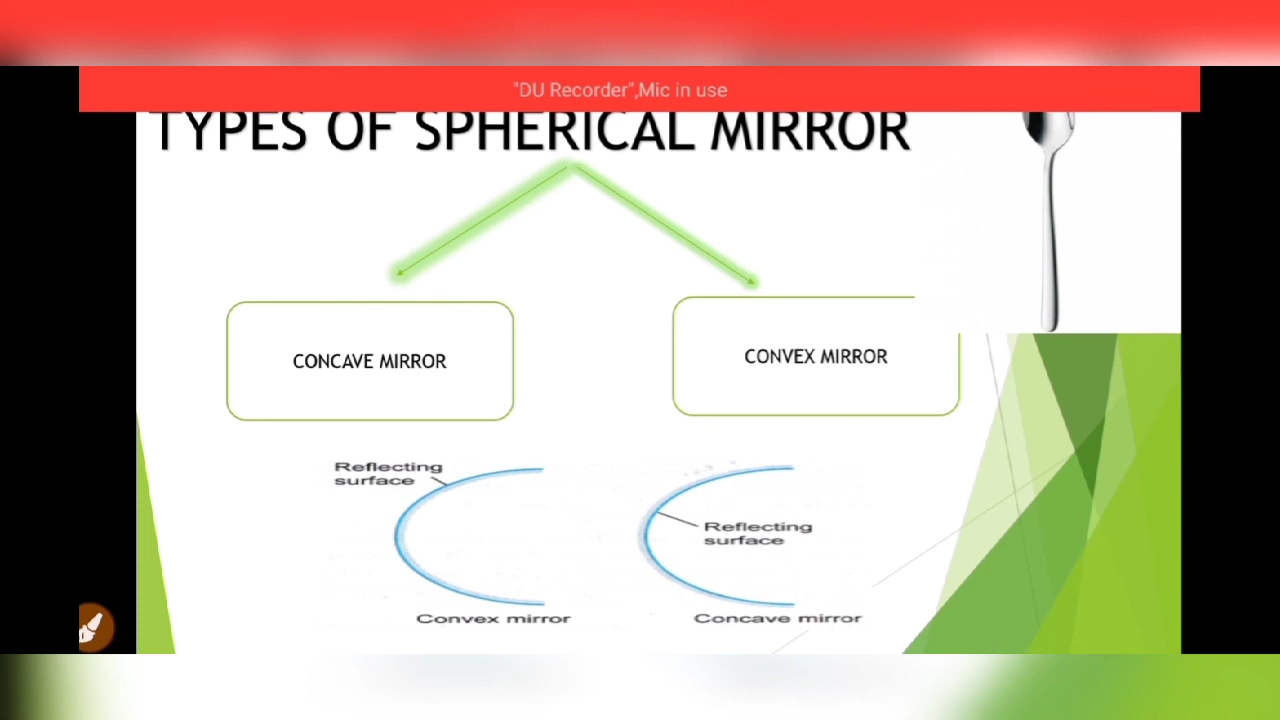 "DU Recorder",Mic in use
TYPES OF SPHERICAL MIRROR
CONCAVE MIRROR
CONVEX MIRROR
Reflecting
surface
Reflecting
surface
Convex mirror
Concave mirror